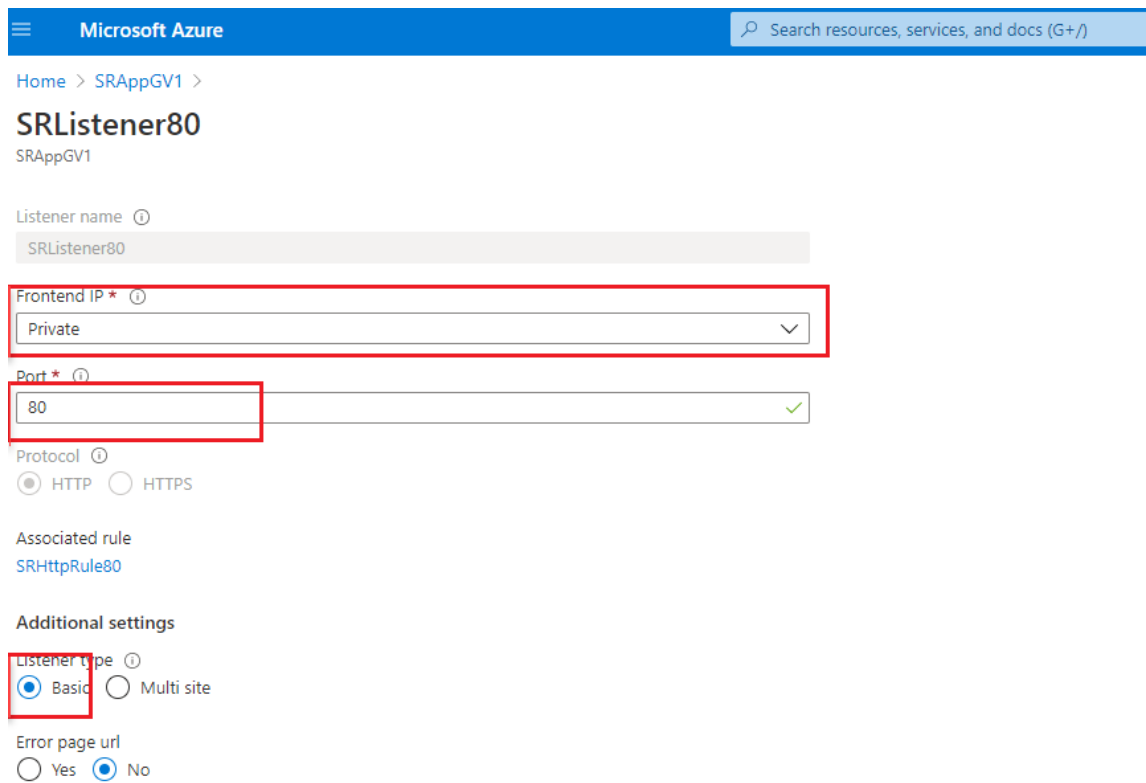 Microsoft Azure
Search resources, services, and docs (G+/)
Home > SRAppGV1 >
SRListener80
SRAppGV1
Listener name
SRListener80
Frontend IP *
Private
Port *
80
Protocol
HTTP HTTPS
Associated rule
SRHttpRule80
Additional settings
Listener type
Basic Multi site
Error page url
Yes No